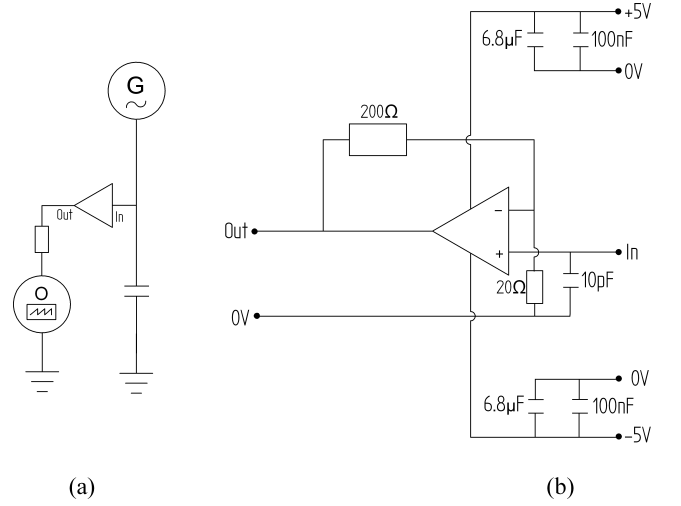 G
Out
In
O
(a)
+5V
6.8µF
100nF
0V
200Ω
Out
−
+
In
20Ω
10pF
0V
0V
6.8µF
100nF
−5V
(b)